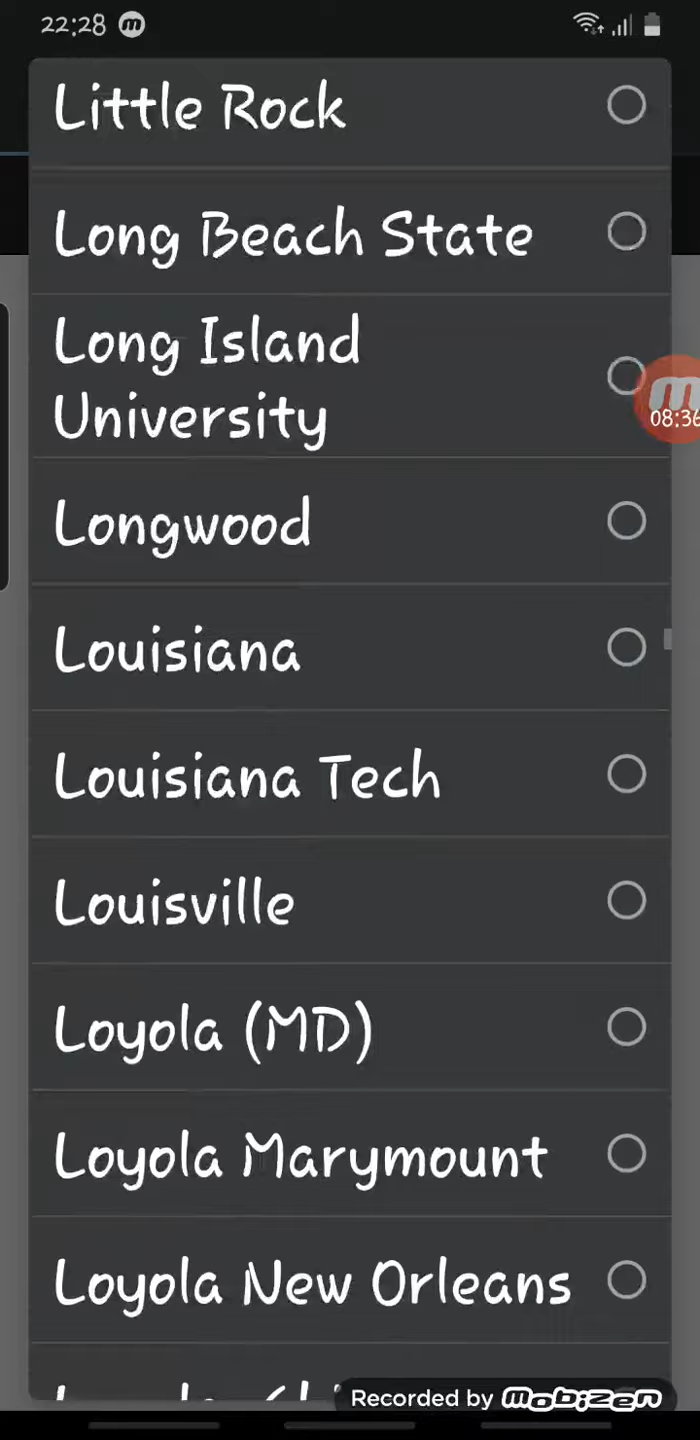 22:28
Little Rock
Long Beach State
Long Island
University
08:36
Longwood
Louisiana
Louisiana Tech
Louisville
Loyola (MD)
Loyola Marymount
Loyola New Orleans
Recorded by mobizen